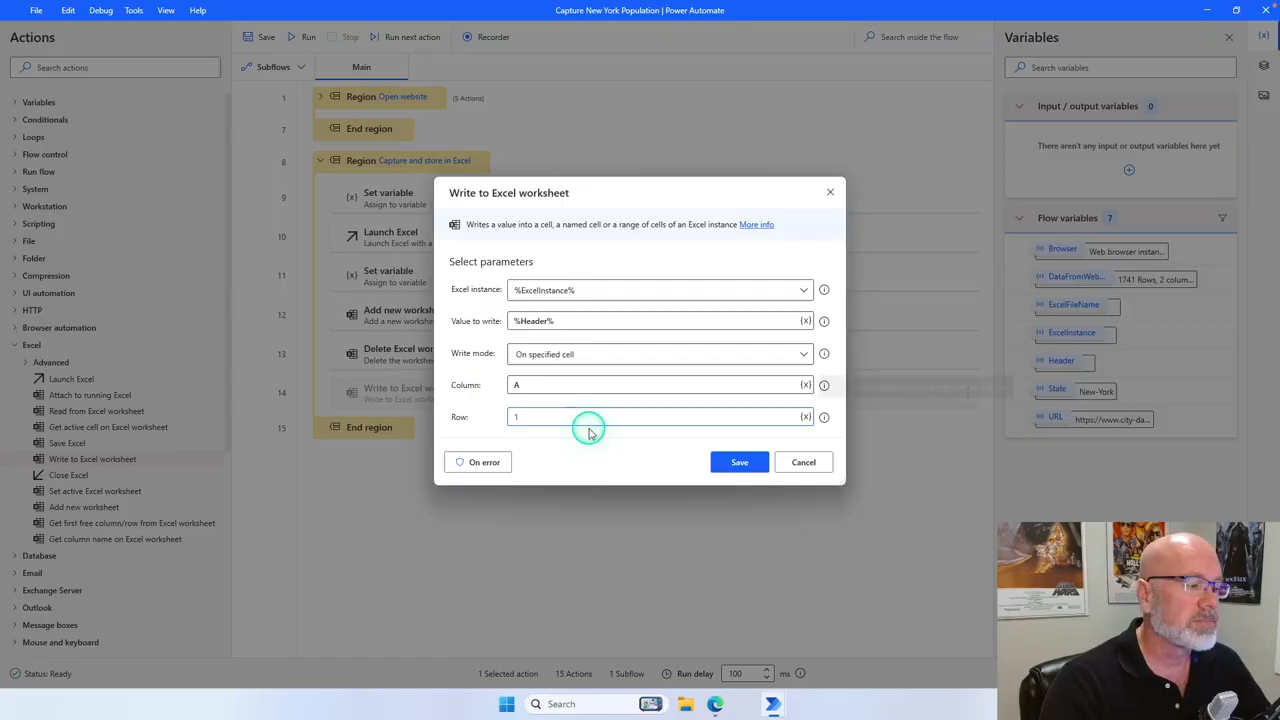 File Edit Debug Tools View Help
Capture New York Population | Power Automate
Actions
Search actions
Variables
Conditionals
Loops
Flow control
Run flow
System
Workstation
Scripting
File
Folder
Compression
UI automation
HTTP
Browser automation
Excel
Advanced
Launch Excel
Attach to running Excel
Read from Excel worksheet
Get active cell on Excel worksheet
Save Excel
Write to Excel worksheet
Close Excel
Set active Excel worksheet
Add new worksheet
Get first free column/row from Excel worksheet
Get column name on Excel worksheet
Database
Email
Exchange Server
Outlook
Message boxes
Mouse and keyboard
Save Run Stop Run next action Recorder
Search inside the flow
Subflows Main
1 Region Open website (5 Actions)
7 End region
8 Region Capture and store in Excel
9 Set variable
Assign to variable
10 Launch Excel
Launch Excel with a
11 Set variable
Assign to variable
12 Add new worksh
Add a new workshe
13 Delete Excel wor
Delete the workshe
14 Write to Excel w
Write to Excel work
15 End region
Write to Excel worksheet
Writes a value into a cell, a named cell or a range of cells of an Excel instance More info
Select parameters
Excel instance: %ExcelInstance%
Value to write: %Header% {x}
Write mode: On specified cell
Column: A {x}
Row: 1 {x}
On error
Save
Cancel
Variables
{x}
Search variables
Input / output variables 0
There aren't any input or output variables here yet
Flow variables 7
Browser Web browser instan...
DataFromWeb... 1741 Rows, 2 colum...
ExcelFileName
ExcelInstance
Header
State New-York
URL https://www.city-da...
Status: Ready
1 Selected action 15 Actions 1 Subflow Run delay 100 ms
Search